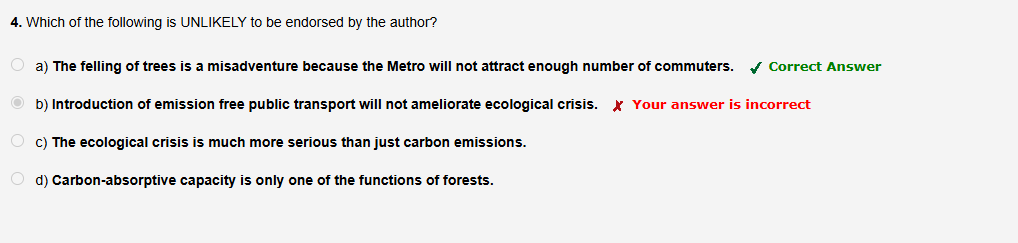 4. Which of the following is UNLIKELY to be endorsed by the author?
a) The felling of trees is a misadventure because the Metro will not attract enough number of commuters. ✓ Correct Answer
b) Introduction of emission free public transport will not ameliorate ecological crisis. ✗ Your answer is incorrect
c) The ecological crisis is much more serious than just carbon emissions.
d) Carbon-absorptive capacity is only one of the functions of forests.